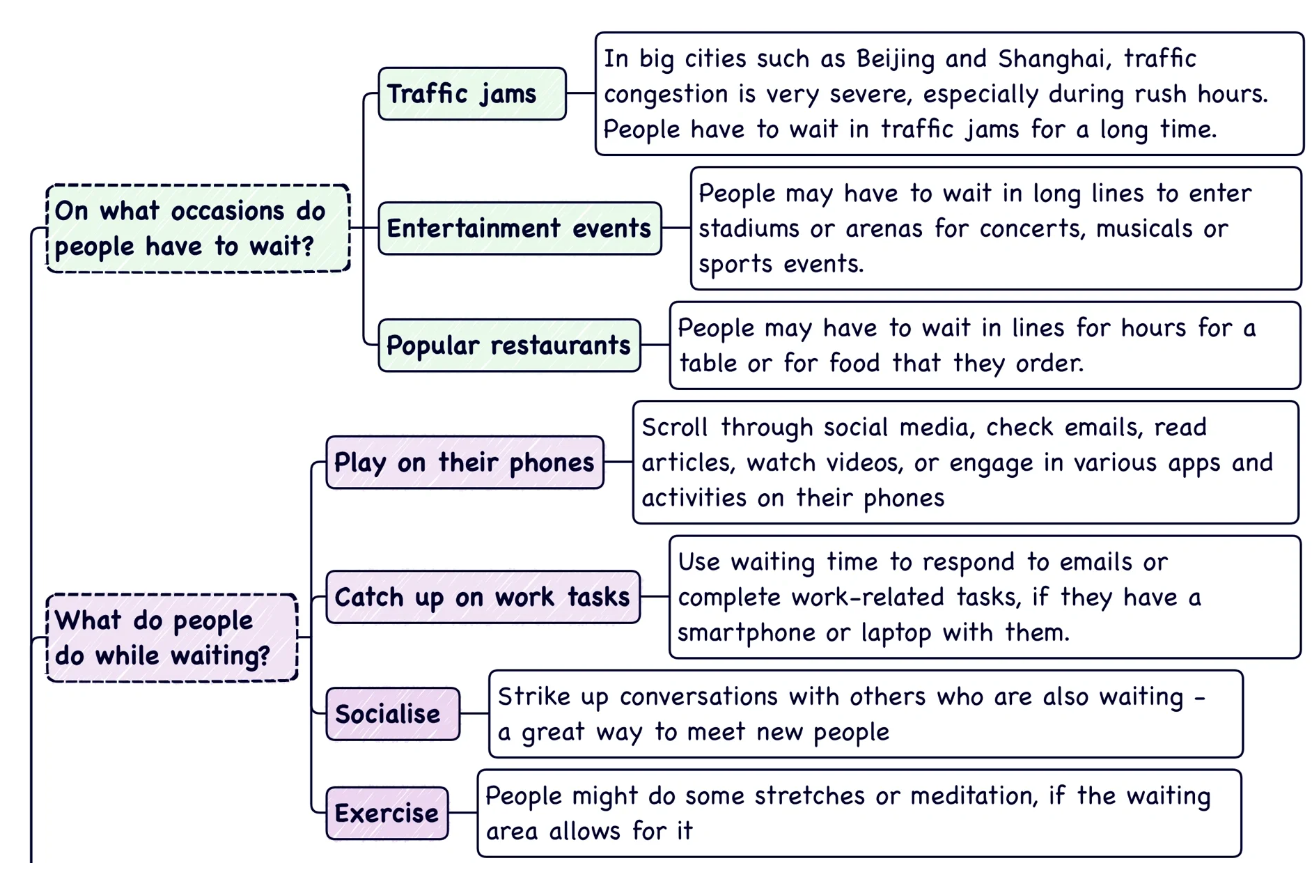 On what occasions do
people have to wait?
Traffic jams
In big cities such as Beijing and Shanghai, traffic
congestion is very severe, especially during rush hours.
People have to wait in traffic jams for a long time.
Entertainment events
People may have to wait in long lines to enter
stadiums or arenas for concerts, musicals or
sports events.
Popular restaurants
People may have to wait in lines for hours for a
table or for food that they order.
What do people
do while waiting?
Play on their phones
Scroll through social media, check emails, read
articles, watch videos, or engage in various apps and
activities on their phones
Catch up on work tasks
Use waiting time to respond to emails or
complete work-related tasks, if they have a
smartphone or laptop with them.
Socialise
Strike up conversations with others who are also waiting -
a great way to meet new people
Exercise
People might do some stretches or meditation, if the waiting
area allows for it